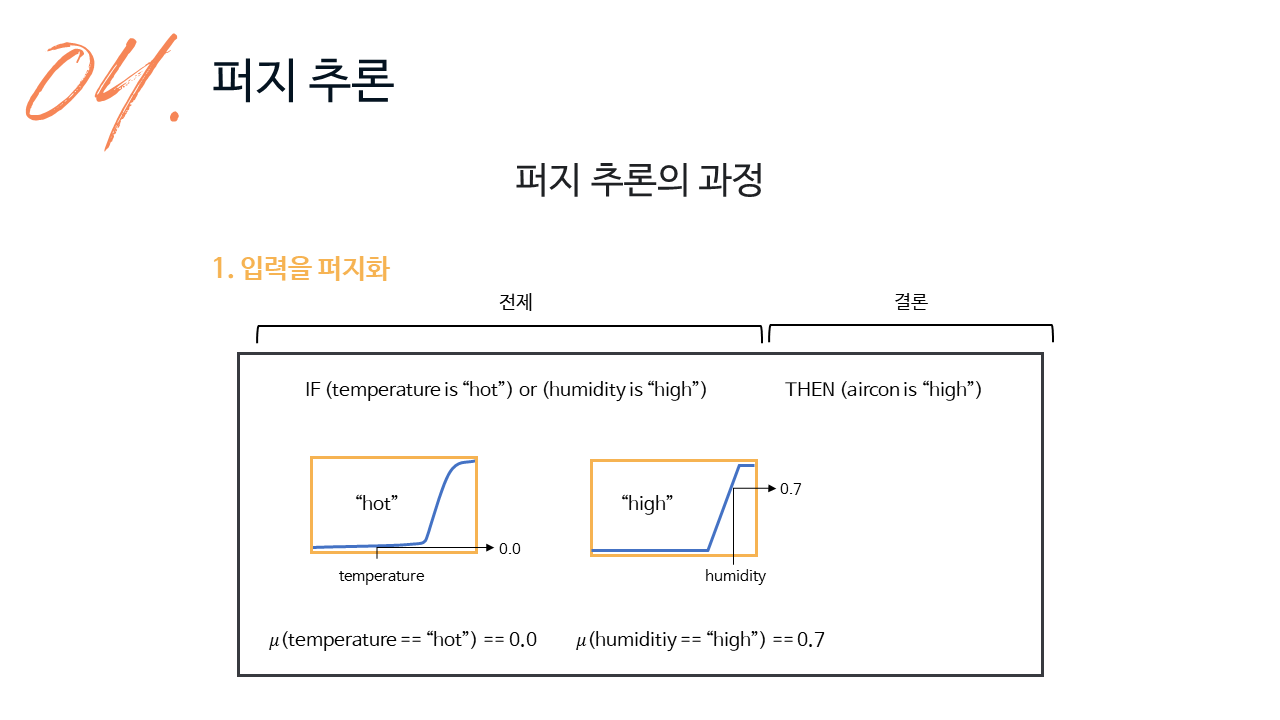 04.
퍼지 추론
퍼지 추론의 과정
1. 입력을 퍼지화
전제
결론
IF (temperature is “hot”) or (humidity is “high”)
THEN (aircon is “high”)
“hot”
0.0
temperature
“high”
0.7
humidity
μ(temperature == “hot”) == 0.0
μ(humiditiy == “high”) == 0.7